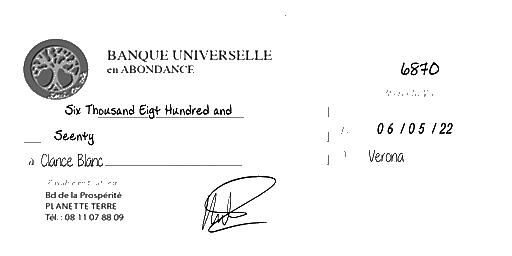 BANQUE UNIVERSELLE
en ABONDANCE
6870
Six Thousand Eigt Hundred and
Seenty
06/05/22
à Clance Blanc
Verona
Bd de la Prospérité
PLANETTE TERRE
Tél. : 08 11 07 88 09